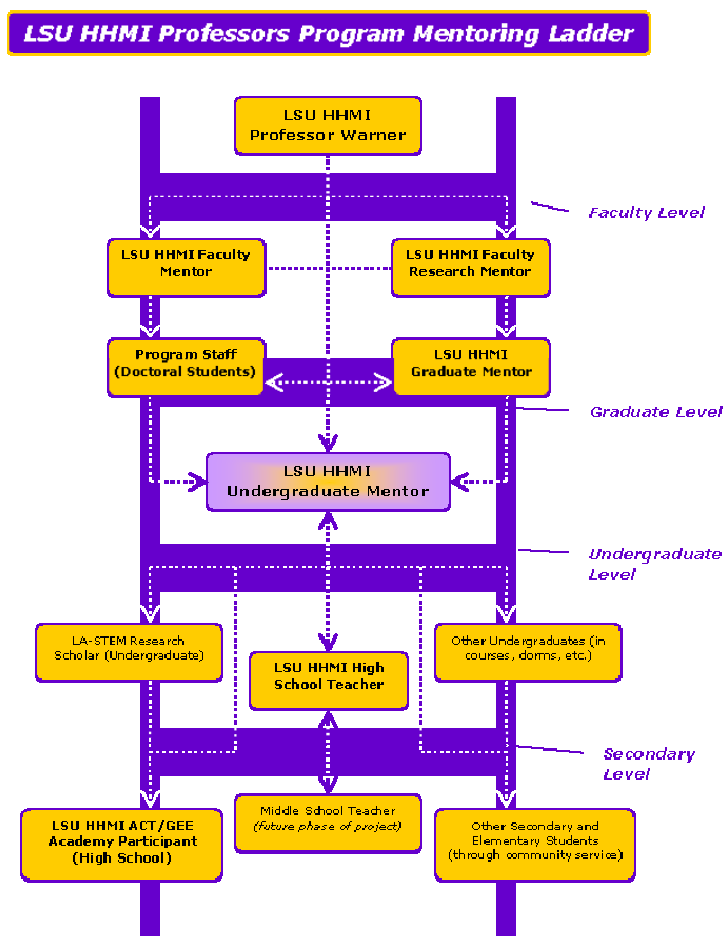 LSU HHMI Professors Program Mentoring Ladder
LSU HHMI
Professor Warner
Faculty Level
LSU HHMI Faculty
Mentor
LSU HHMI Faculty
Research Mentor
Program Staff
(Doctoral Students)
LSU HHMI
Graduate Mentor
Graduate Level
LSU HHMI
Undergraduate Mentor
Undergraduate
Level
LA-STEM Research
Scholar (Undergraduate)
LSU HHMI High
School Teacher
Other Undergraduates (in
courses, dorms, etc.)
Secondary
Level
LSU HHMI ACT/GEE
Academy Participant
(High School)
Middle School Teacher
(future phase of project)
Other Secondary and
Elementary Students
(through community service)